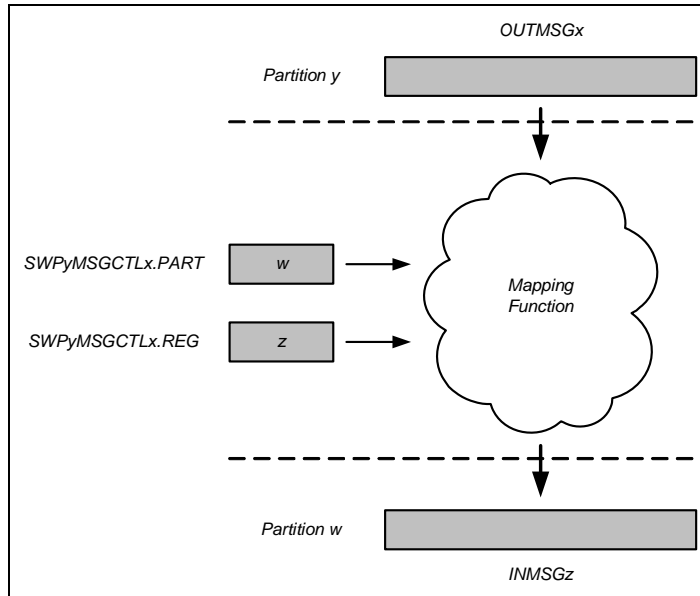 OUTMSGx
Partition y
SWPyMSGCTLx.PART
w
Mapping
Function
SWPyMSGCTLx.REG
z
Partition w
INMSGz